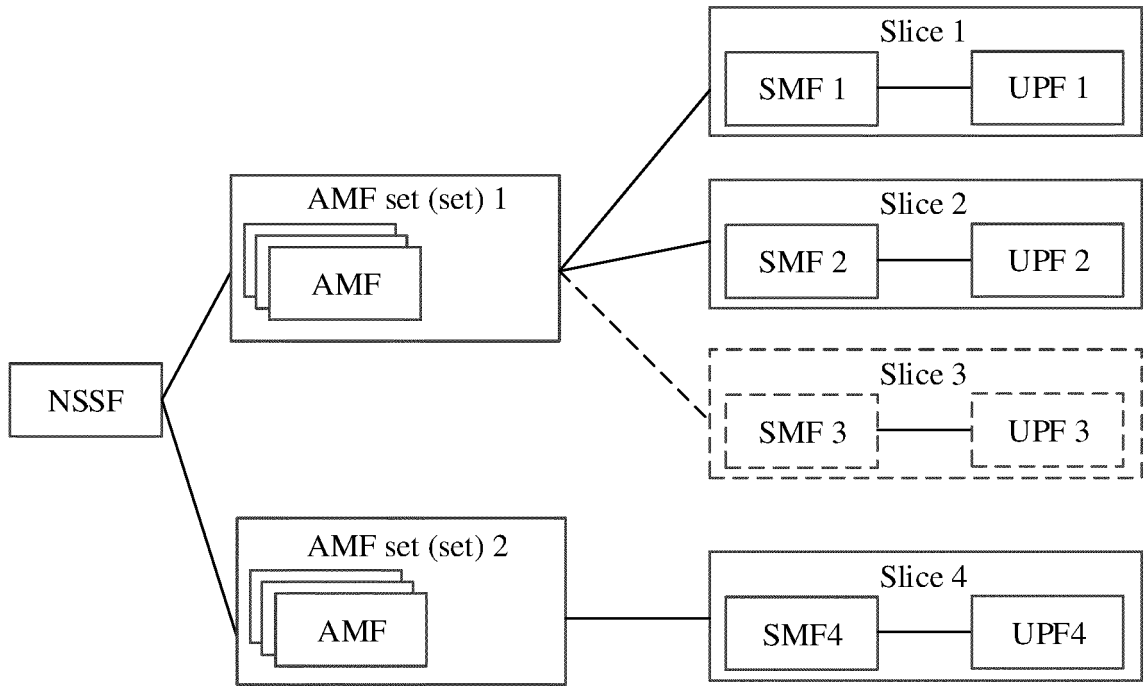 Slice 1
SMF 1
UPF 1
AMF set (set) 1
AMF
Slice 2
SMF 2
UPF 2
Slice 3
SMF 3
UPF 3
NSSF
AMF set (set) 2
AMF
Slice 4
SMF4
UPF4